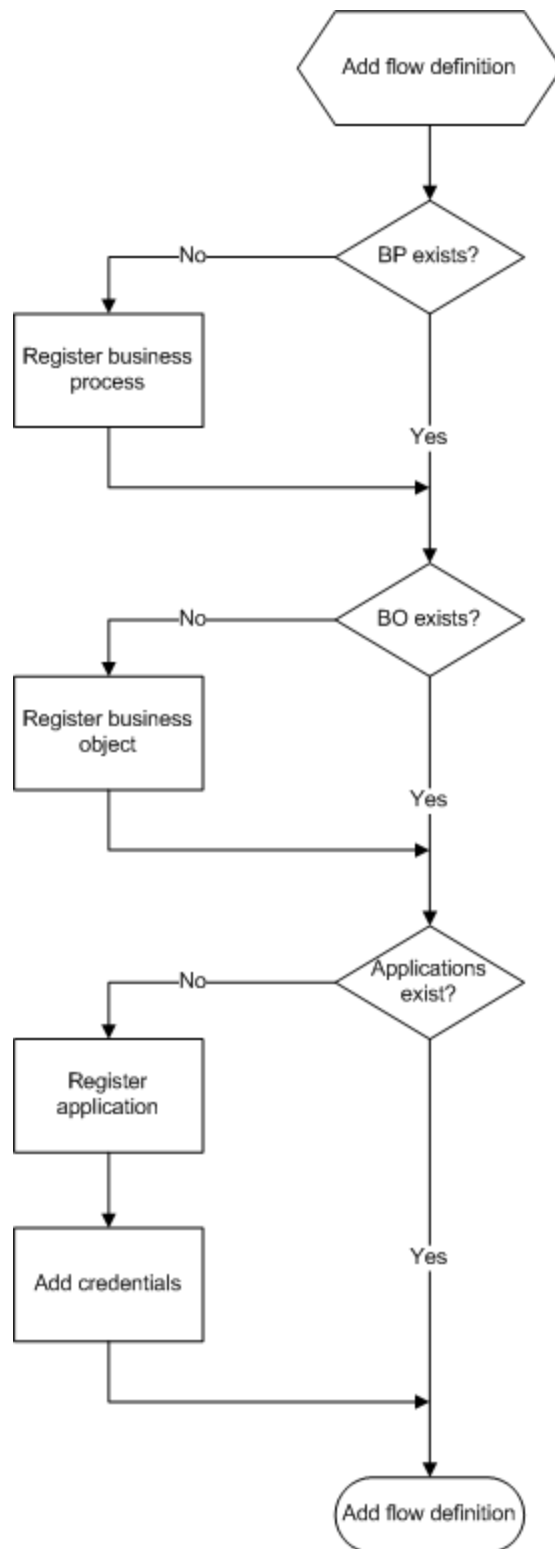 Add flow definition
BP exists?
No
Register business
process
Yes
BO exists?
No
Register business
object
Yes
Applications
exist?
No
Register
application
Add credentials
Yes
Add flow definition